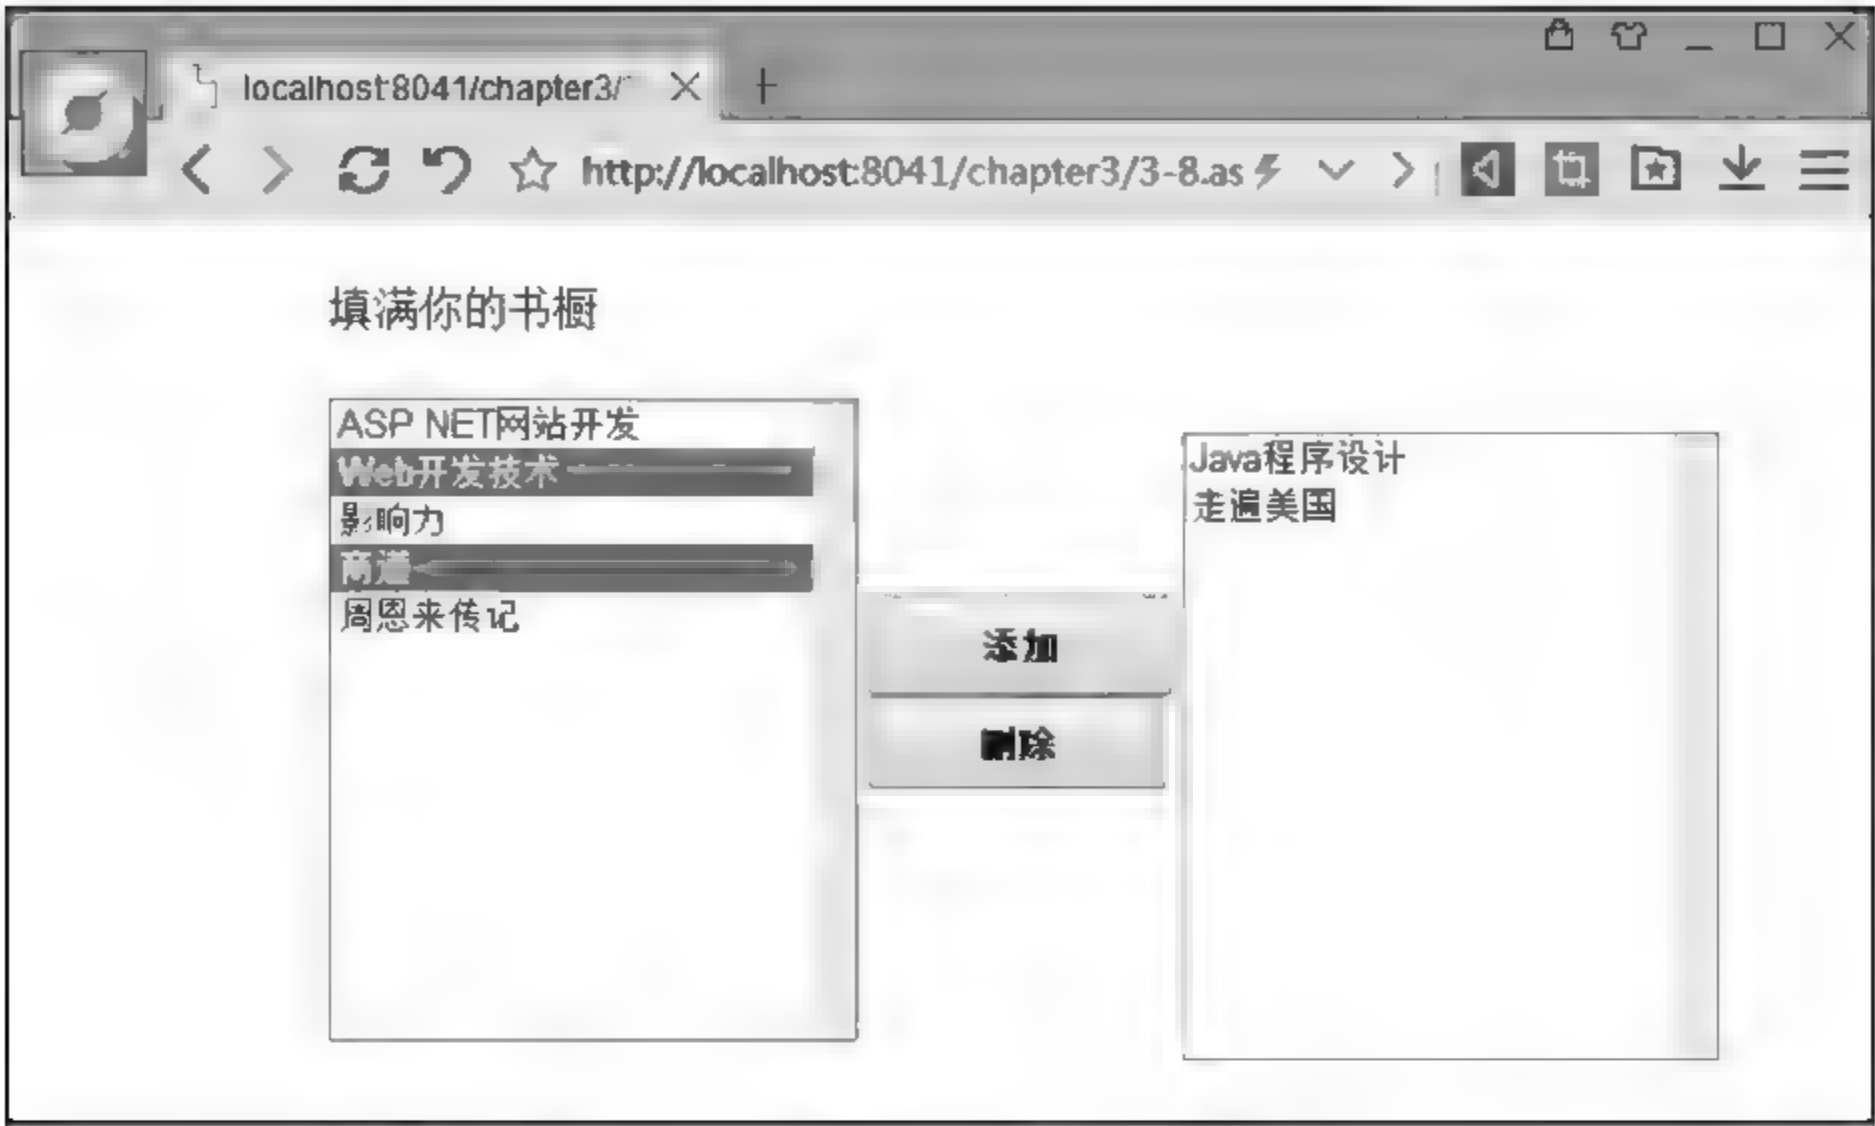 localhost:8041/chapter3/
http://localhost:8041/chapter3/3-8.as
填满你的书橱
ASP NET网站开发
Web开发技术
影响力
商道
周恩来传记
添加
删除
Java程序设计
走遍美国